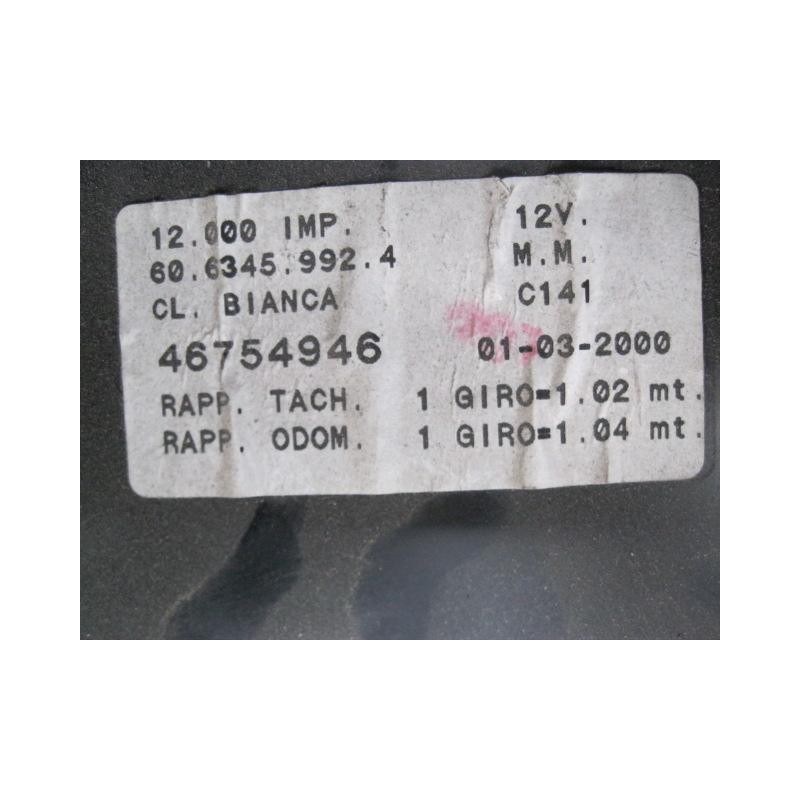 12.000 IMP. 12V.
60.6345.992.4 M.M.
CL. BIANCA C141
46754946 01-03-2000
RAPP. TACH. 1 GIRO=1.02 mt.
RAPP. ODOM. 1 GIRO=1.04 mt.